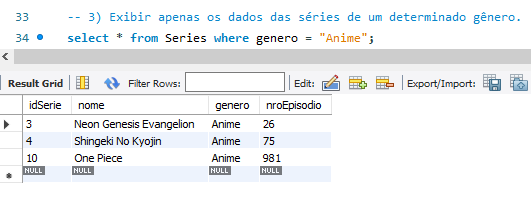 33 -- 3) Exibir apenas os dados das séries de um determinado gênero.
34 select * from Series where genero = "Anime";
Result Grid Filter Rows: Edit: Export/Import:
idSerie nome genero nroEpisodio
3 Neon Genesis Evangelion Anime 26
4 Shingeki No Kyojin Anime 75
10 One Piece Anime 981
NULL NULL NULL NULL